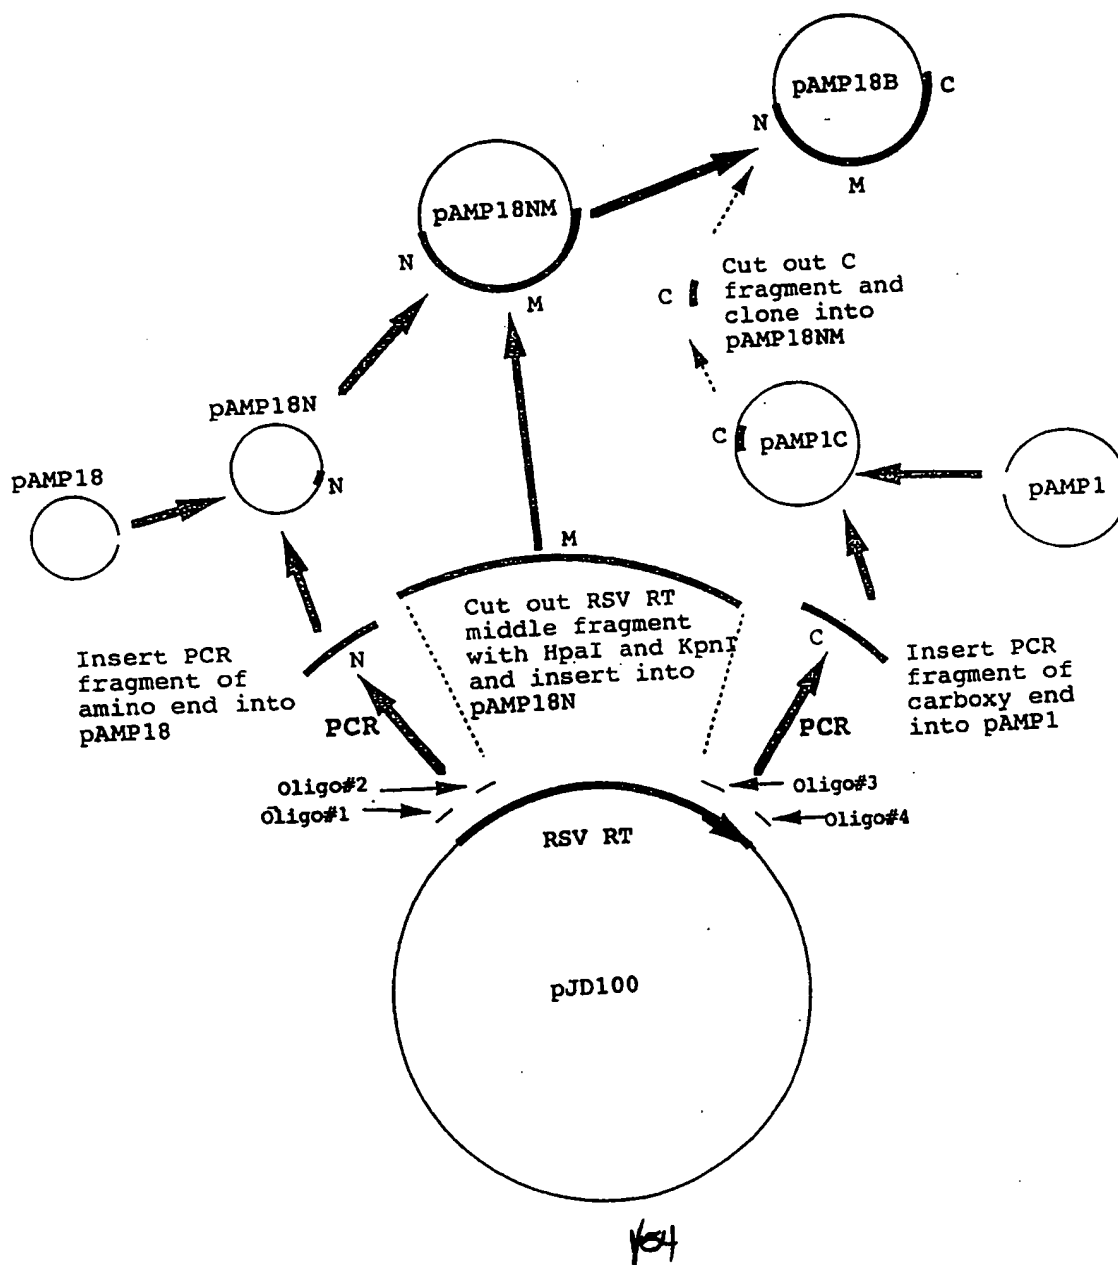 pAMP18B
C
N
M
pAMP18NM
N
M
Cut out C
fragment and
clone into
pAMP18NM
C
pAMP18N
N
pAMP18
C
pAMP1C
pAMP1
M
Cut out RSV RT
middle fragment
with HpaI and KpnI
and insert into
pAMP18N
N
C
Insert PCR
fragment of
amino end into
pAMP18
Insert PCR
fragment of
carboxy end
into pAMP1
PCR
PCR
Oligo#2
Oligo#1
Oligo#3
Oligo#4
RSV RT
pJD100